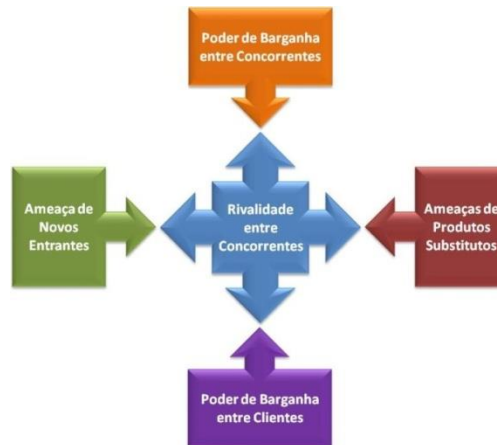 Poder de Barganha
entre Concorrentes
Ameaça de
Novos
Entrantes
Rivalidade
entre
Concorrentes
Ameaças de
Produtos
Substitutos
Poder de Barganha
entre Clientes